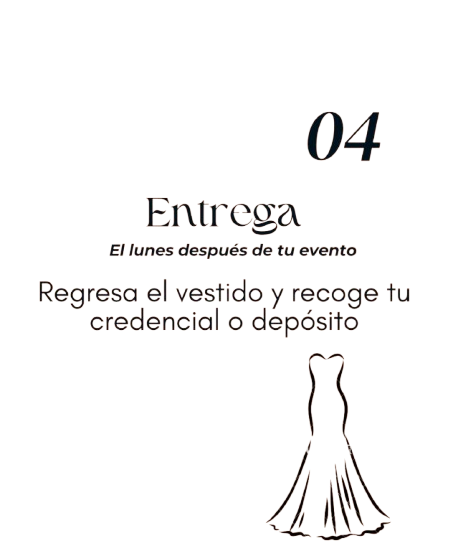 04
Entrega
El lunes después de tu evento
Regresa el vestido y recoge tu
credencial o depósito